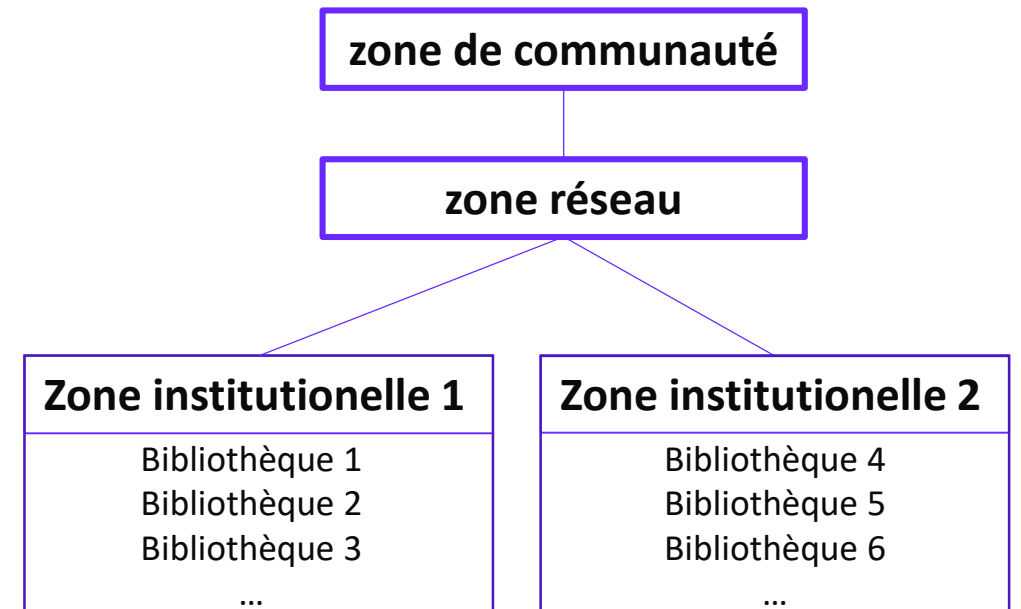 zone de communauté
zone réseau
Zone institutionelle 1
Bibliothèque 1
Bibliothèque 2
Bibliothèque 3
...
Zone institutionelle 2
Bibliothèque 4
Bibliothèque 5
Bibliothèque 6
...